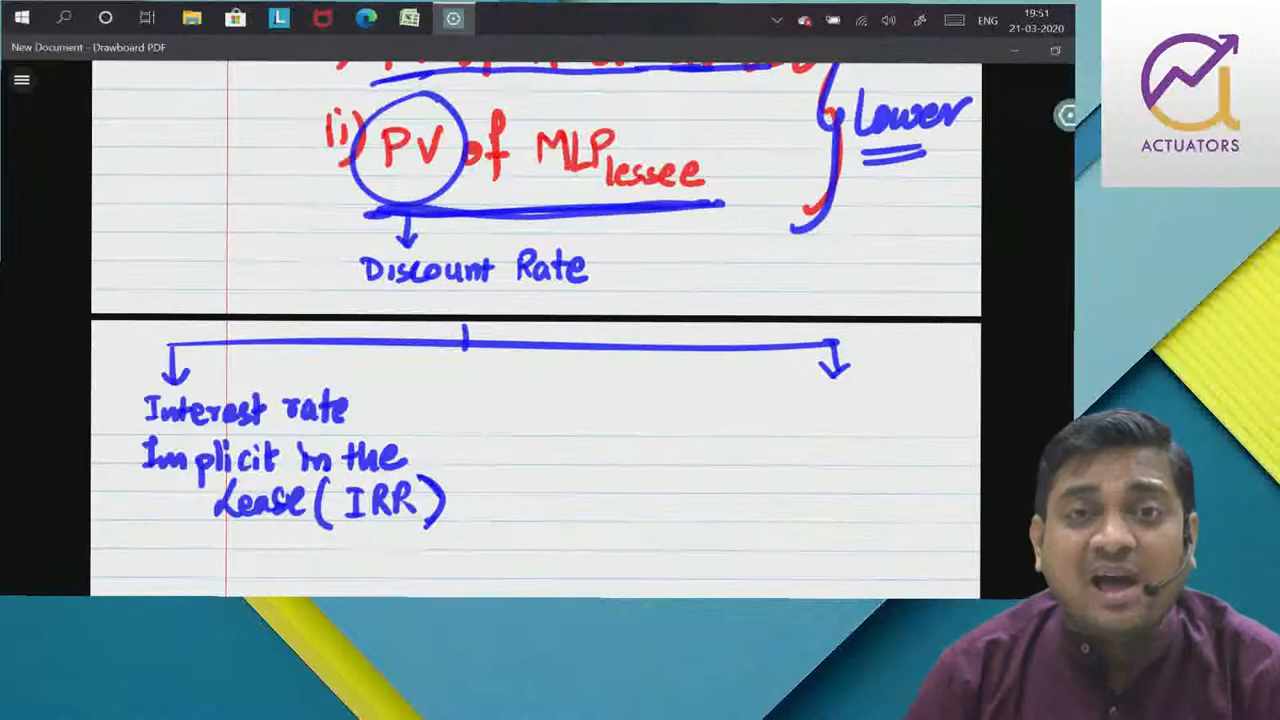 19:51
ENG
21-03-2020
New Document - Drawboard PDF
ii) PV of MLP lessee
Lower
Discount Rate
Interest rate
Implicit in the
Lease (IRR)
ACTUATORS